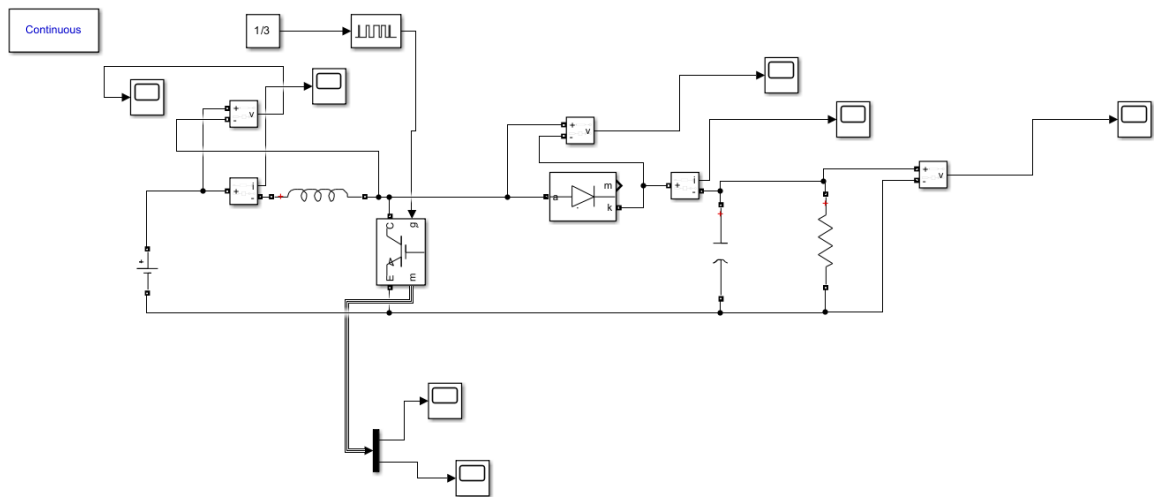 Continuous
1/3
+
-
v
+
-
i
+
-
v
a
m
k
+
-
i
+
-
v
C
g
E
m
+
+
+
+